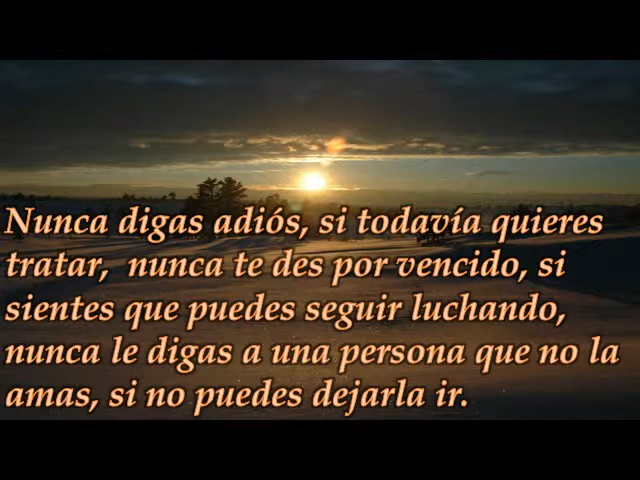 Nunca digas adiós, si todavía quieres
tratar, nunca te des por vencido, si
sientes que puedes seguir luchando,
nunca le digas a una persona que no la
amas, si no puedes dejarla ir.